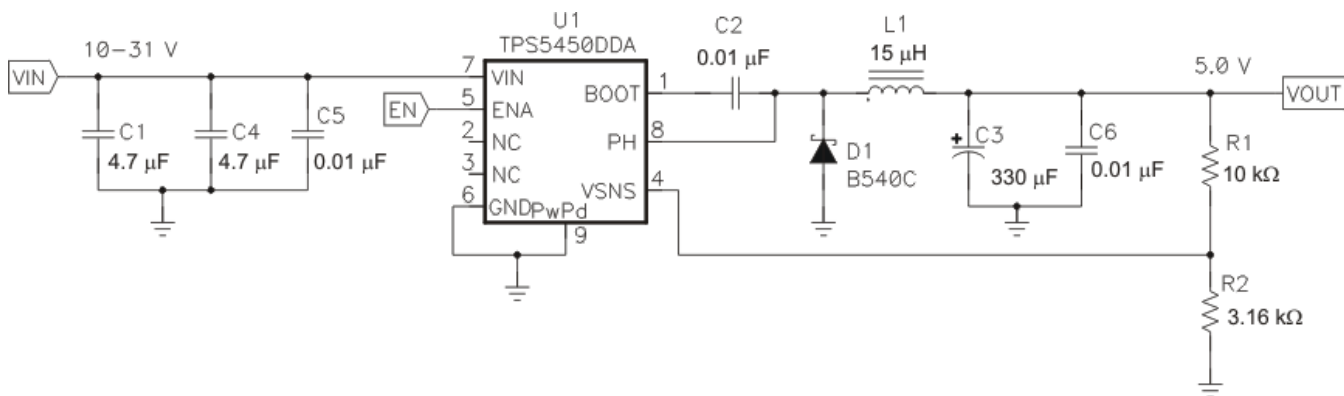 U1
TPS5450DDA
10-31 V
VIN
7
VIN
EN
5
ENA
2
NC
3
NC
6
GND
PwPd
9
BOOT
1
PH
8
VSNS
4
C1
4.7 µF
C4
4.7 µF
C5
0.01 µF
C2
0.01 µF
L1
15 µH
D1
B540C
+
C3
330 µF
C6
0.01 µF
5.0 V
VOUT
R1
10 kΩ
R2
3.16 kΩ